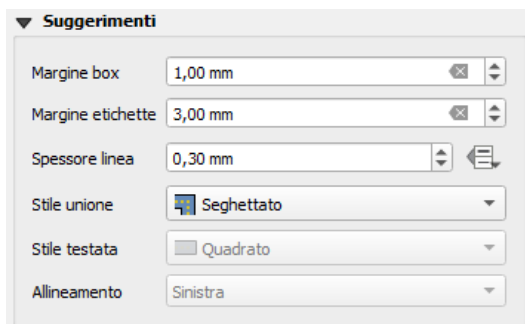 Suggerimenti
Margine box 1,00 mm
Margine etichette 3,00 mm
Spessore linea 0,30 mm
Stile unione Seghettato
Stile testata Quadrato
Allineamento Sinistra